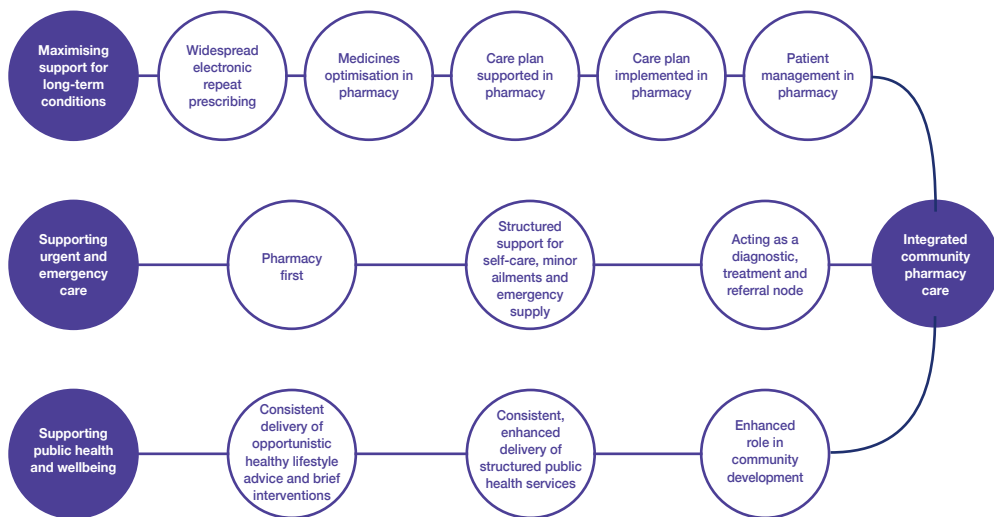 Maximising
support for
long-term
conditions
Widespread
electronic
repeat
prescribing
Medicines
optimisation in
pharmacy
Care plan
supported in
pharmacy
Care plan
implemented in
pharmacy
Patient
management in
pharmacy
Supporting
urgent and
emergency
care
Pharmacy
first
Structured
support for
self-care, minor
ailments and
emergency
supply
Acting as a
diagnostic,
treatment and
referral node
Integrated
community
pharmacy
care
Supporting
public health
and wellbeing
Consistent
delivery of
opportunistic
healthy lifestyle
advice and brief
interventions
Consistent,
enhanced
delivery of
structured public
health services
Enhanced
role in
community
development